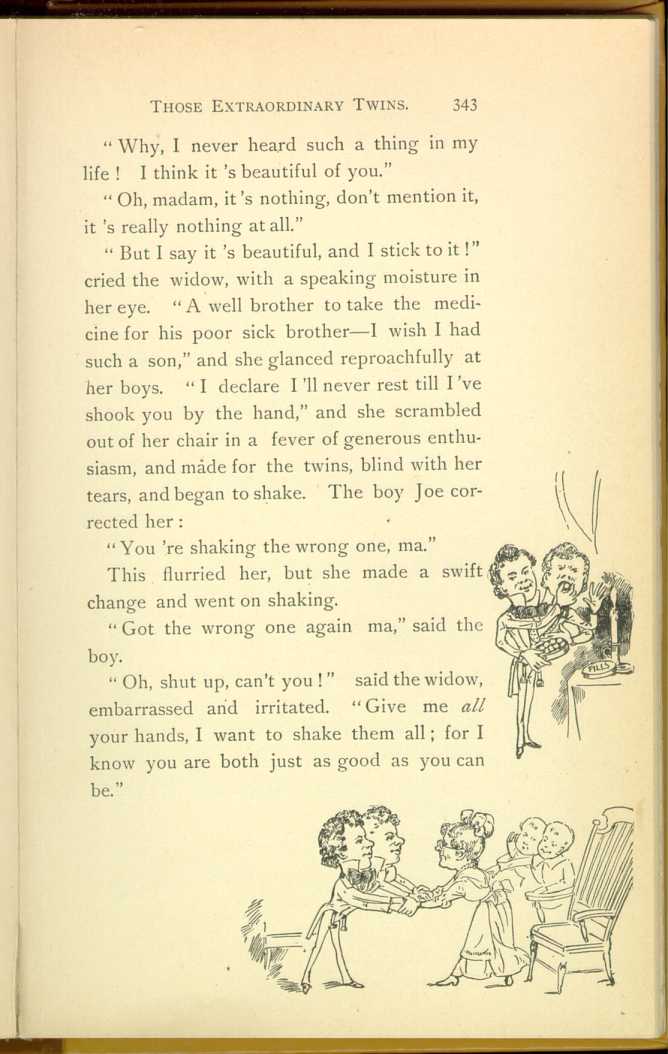 THOSE EXTRAORDINARY TWINS. 343
“ Why, I never heard such a thing in my
life ! I think it 's beautiful of you.”
“ Oh, madam, it 's nothing, don't mention it,
it 's really nothing at all.”
“ But I say it 's beautiful, and I stick to it !”
cried the widow, with a speaking moisture in
her eye. “ A well brother to take the medi-
cine for his poor sick brother—I wish I had
such a son,” and she glanced reproachfully at
her boys. “ I declare I 'll never rest till I 've
shook you by the hand,” and she scrambled
out of her chair in a fever of generous enthu-
siasm, and made for the twins, blind with her
tears, and began to shake. The boy Joe cor-
rected her :
“ You 're shaking the wrong one, ma.”
This flurried her, but she made a swift
change and went on shaking.
“ Got the wrong one again ma,” said the
boy.
“ Oh, shut up, can't you ! ” said the widow,
embarrassed and irritated. “ Give me all
your hands, I want to shake them all ; for I
know you are both just as good as you can
be.”
PILLS